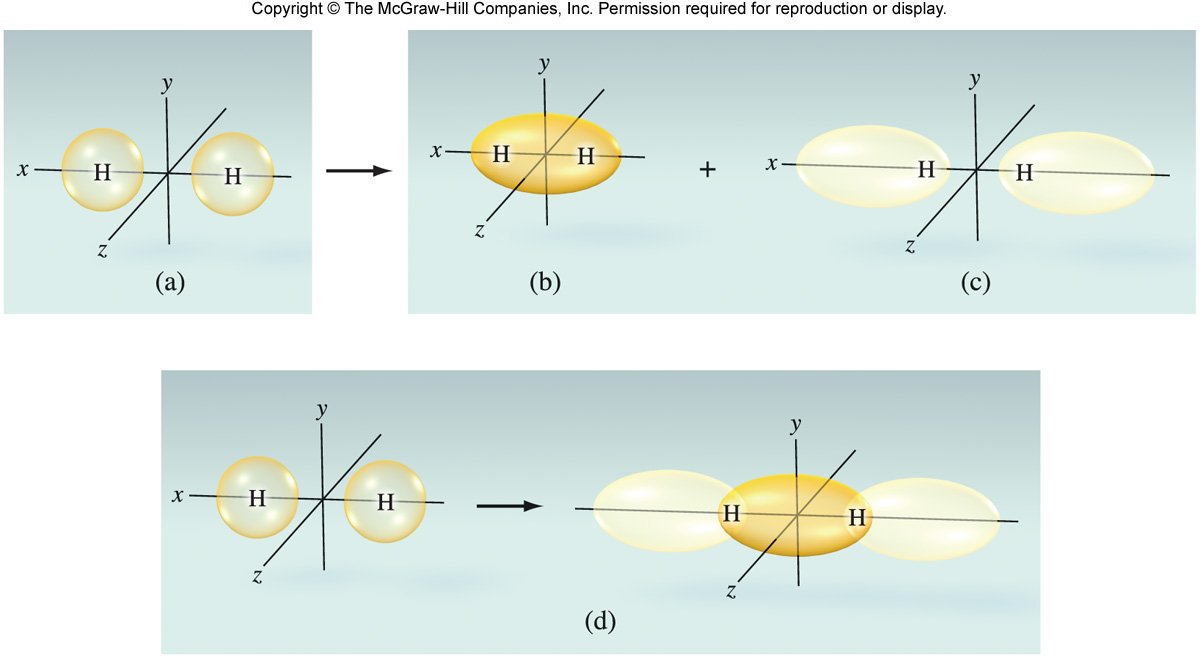 Copyright © The McGraw-Hill Companies, Inc. Permission required for reproduction or display.
y
x
H
H
z
(a)
y
x
H
H
z
(b)
+
y
x
H
H
z
(c)
y
x
H
H
z
y
H
H
z
(d)